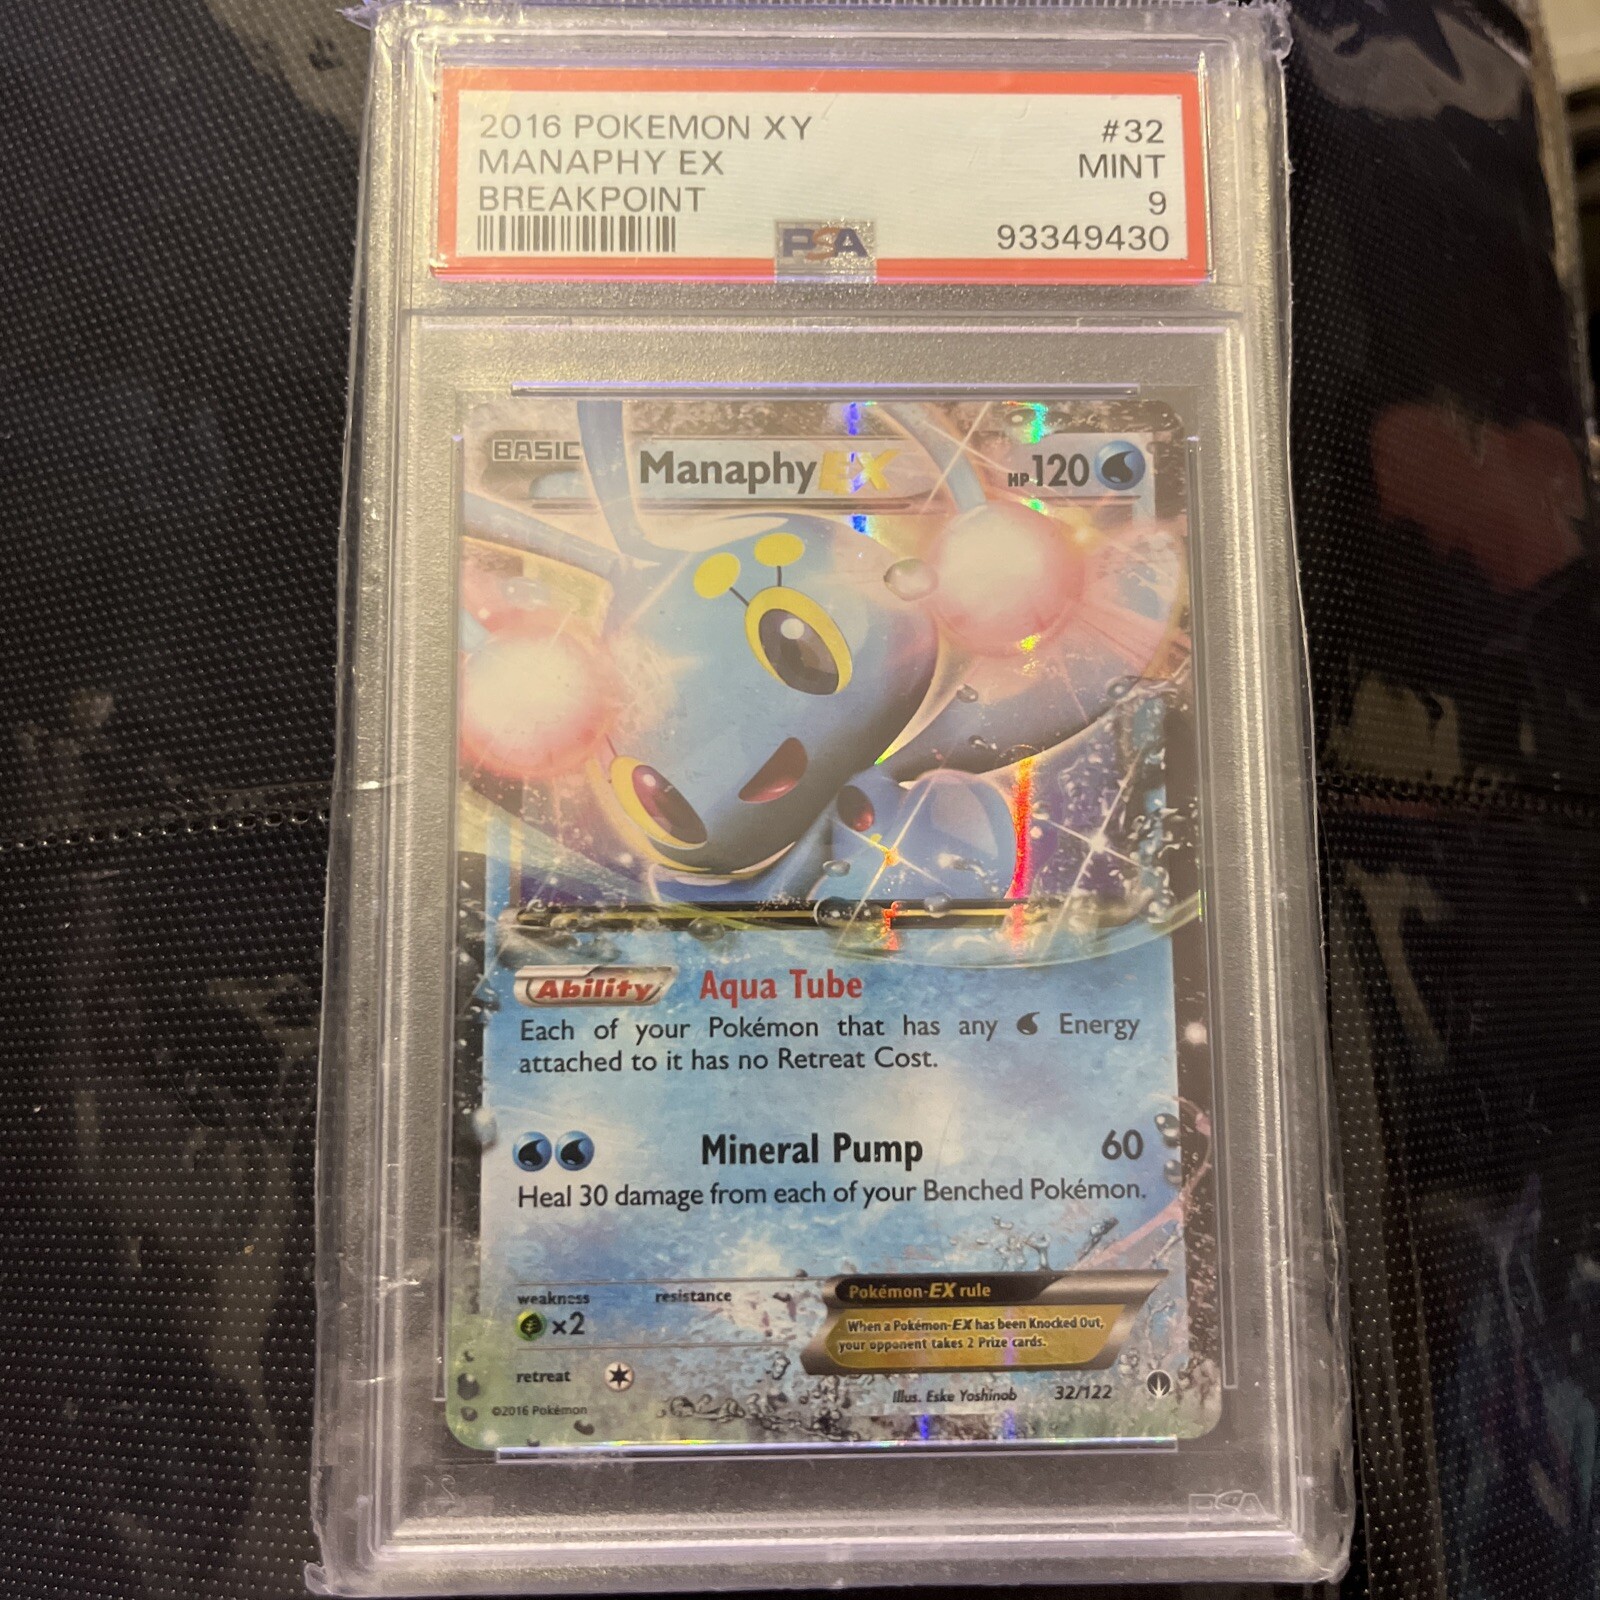 2016 POKEMON XY #32
MANAPHY EX MINT
BREAKPOINT 9
PSA 93349430
BASIC Manaphy EX HP120
Ability Aqua Tube
Each of your Pokémon that has any Energy
attached to it has no Retreat Cost.
Mineral Pump 60
Heal 30 damage from each of your Benched Pokémon.
weakness resistance
x2
Pokémon-EX rule
When a Pokémon-EX has been Knocked Out,
your opponent takes 2 Prize cards.
retreat
Illus. Eske Yoshinob 32/122
©2016 Pokémon
PSA